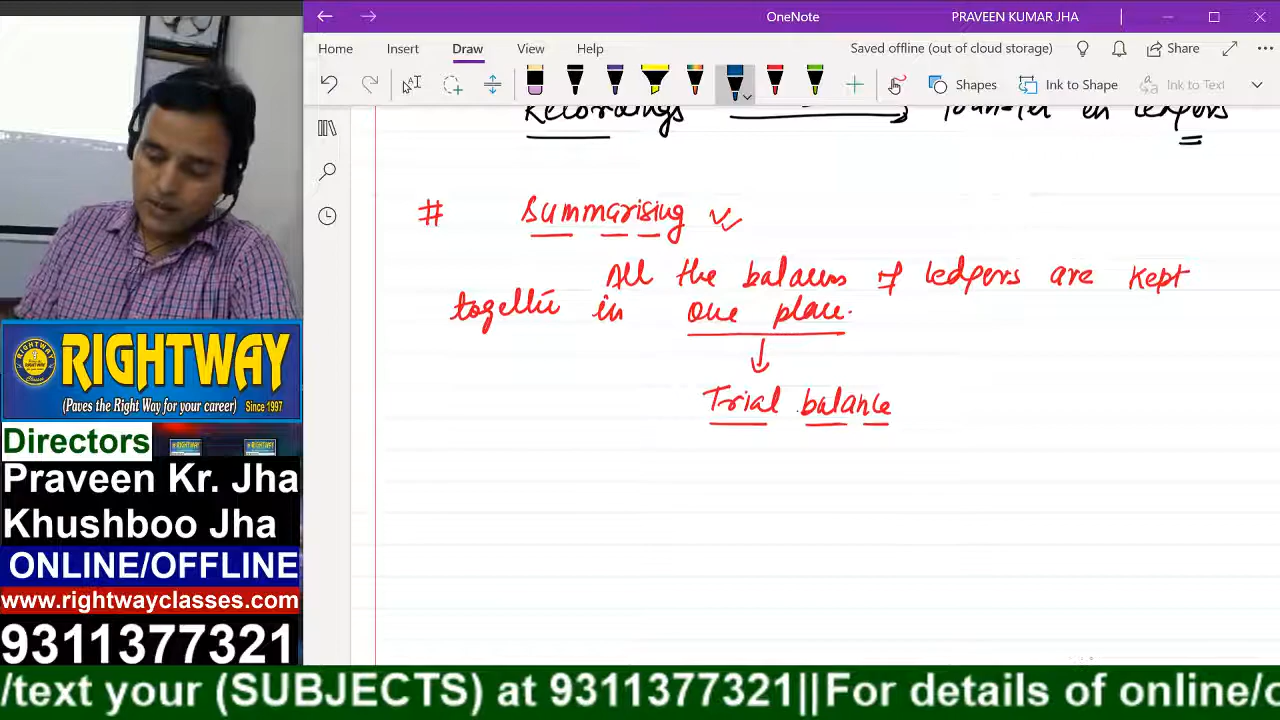 OneNote
PRAVEEN KUMAR JHA
Home Insert Draw View Help
Saved offline (out of cloud storage)
Share
Shapes
Ink to Shape
Ink to Text
Recordings
in ledgers
# Summarising
All the balances of ledgers are kept
together in one place.
Trial balance
RIGHTWAY
(Paves the Right Way for your career) Since 1997
Directors
Praveen Kr. Jha
Khushboo Jha
ONLINE/OFFLINE
www.rightwayclasses.com
9311377321
/text your (SUBJECTS) at 9311377321||For details of online/o